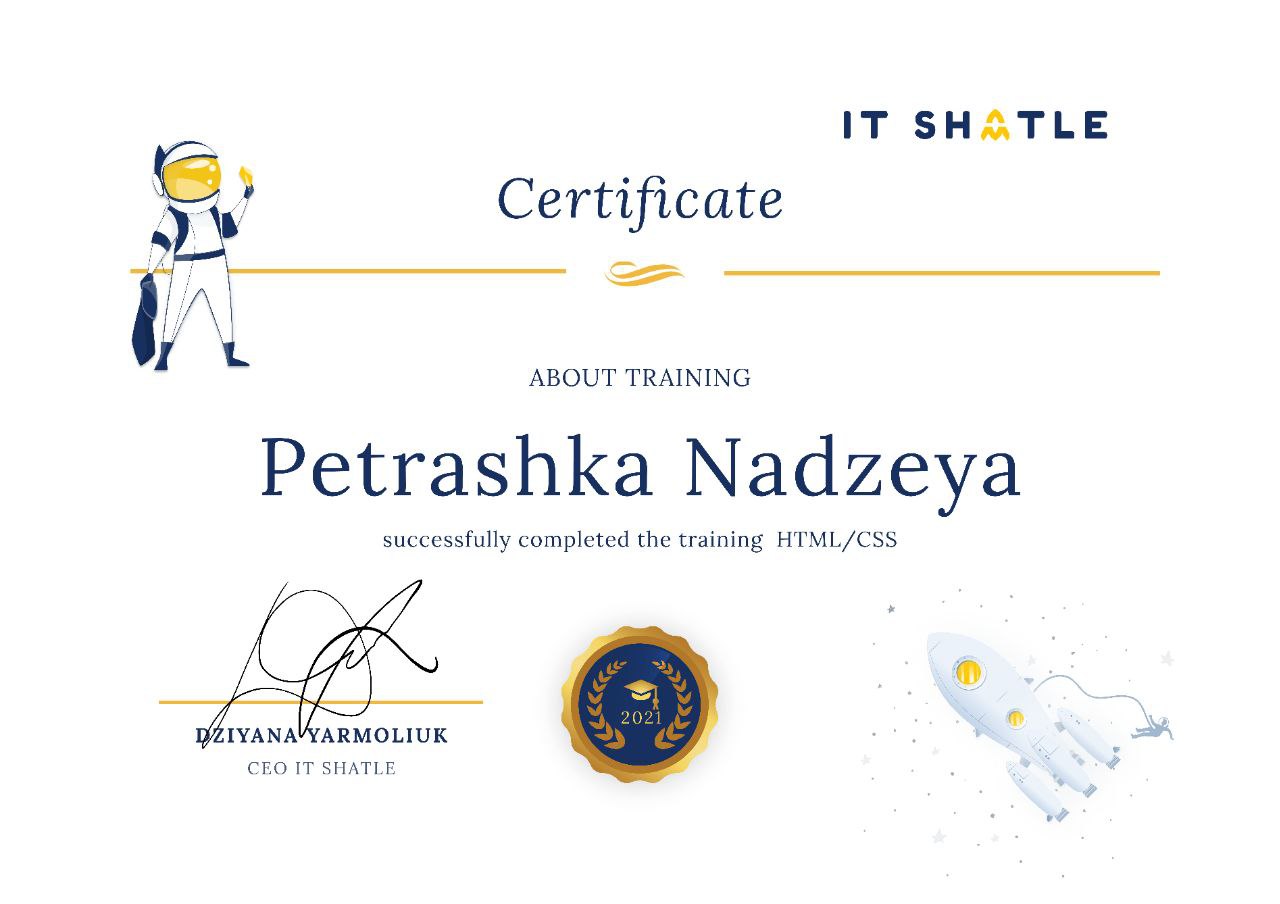 IT SHATLE
Certificate
ABOUT TRAINING
Petrashka Nadzeya
successfully completed the training HTML/CSS
DZIYANA YARMOLIUK
CEO IT SHATLE
2021